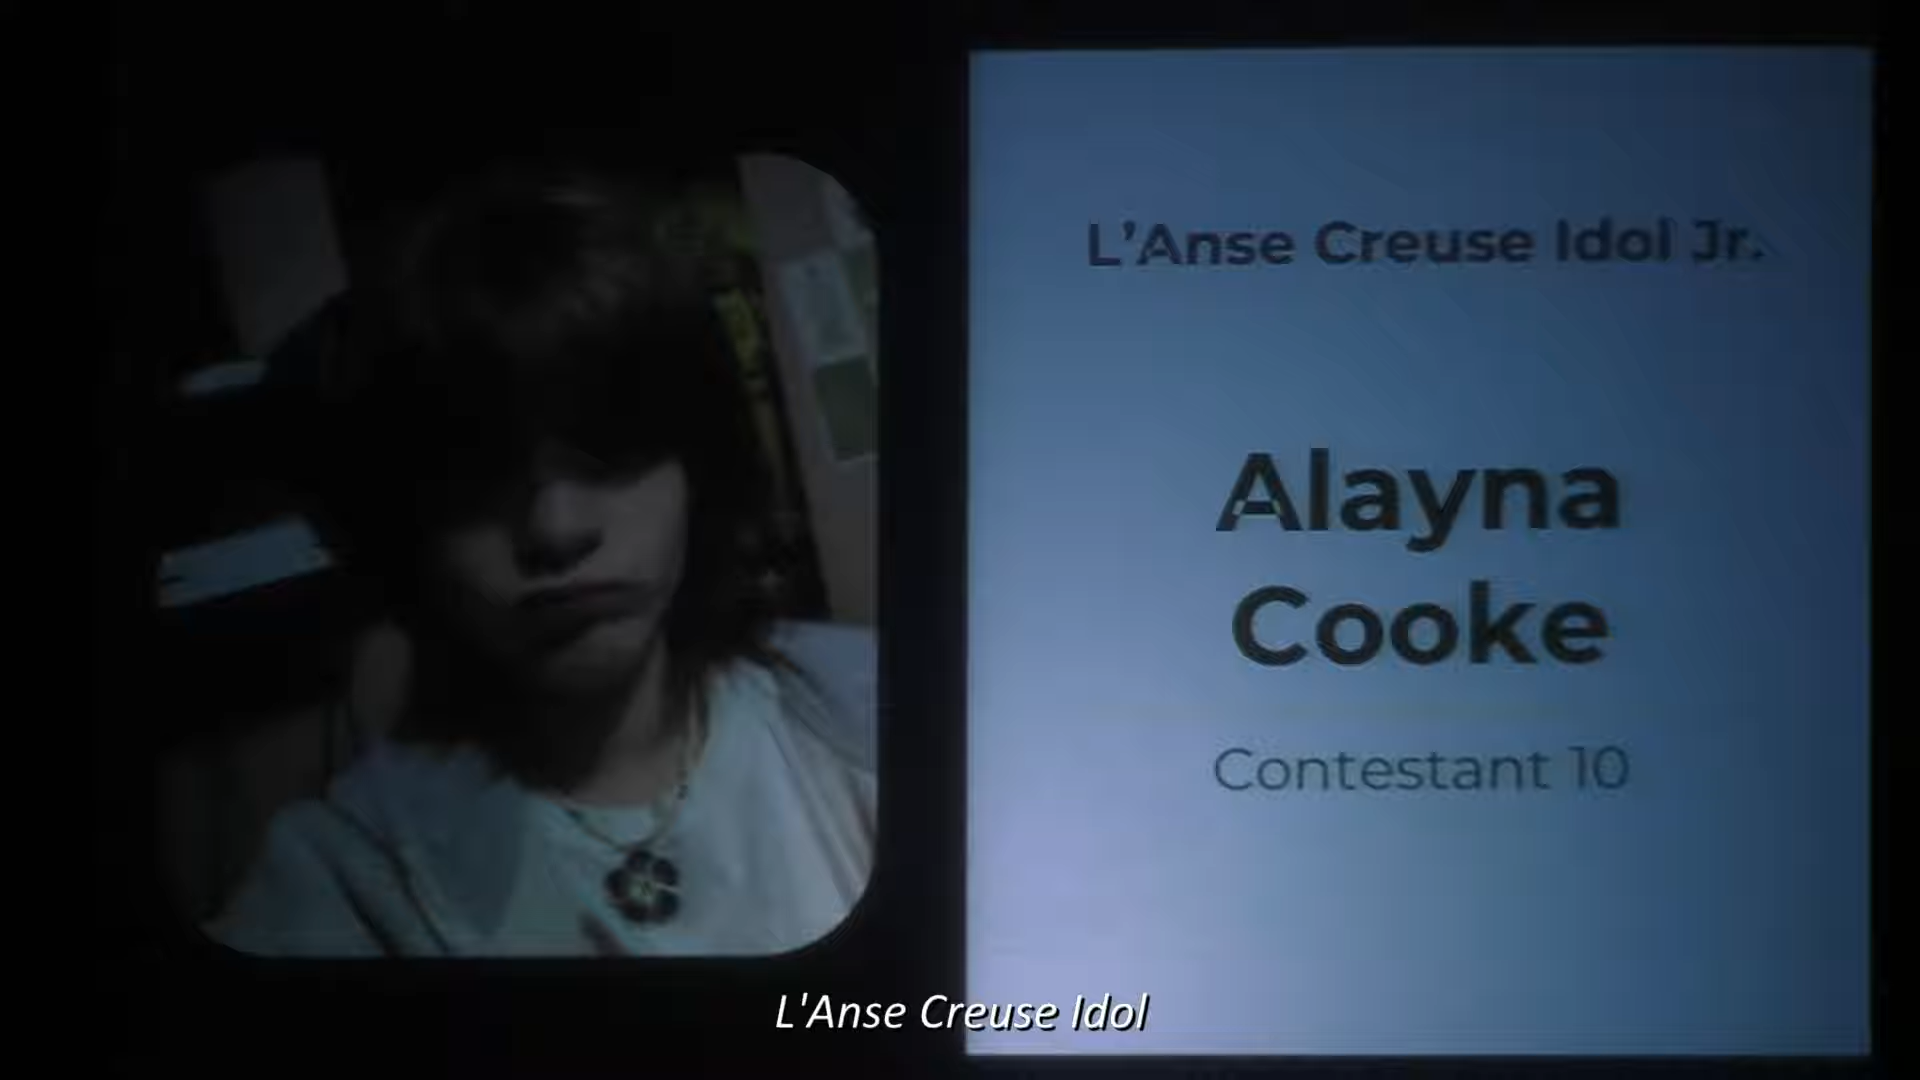 L'Anse Creuse Idol Jr.
Alayna
Cooke
Contestant 10
L'Anse Creuse Idol